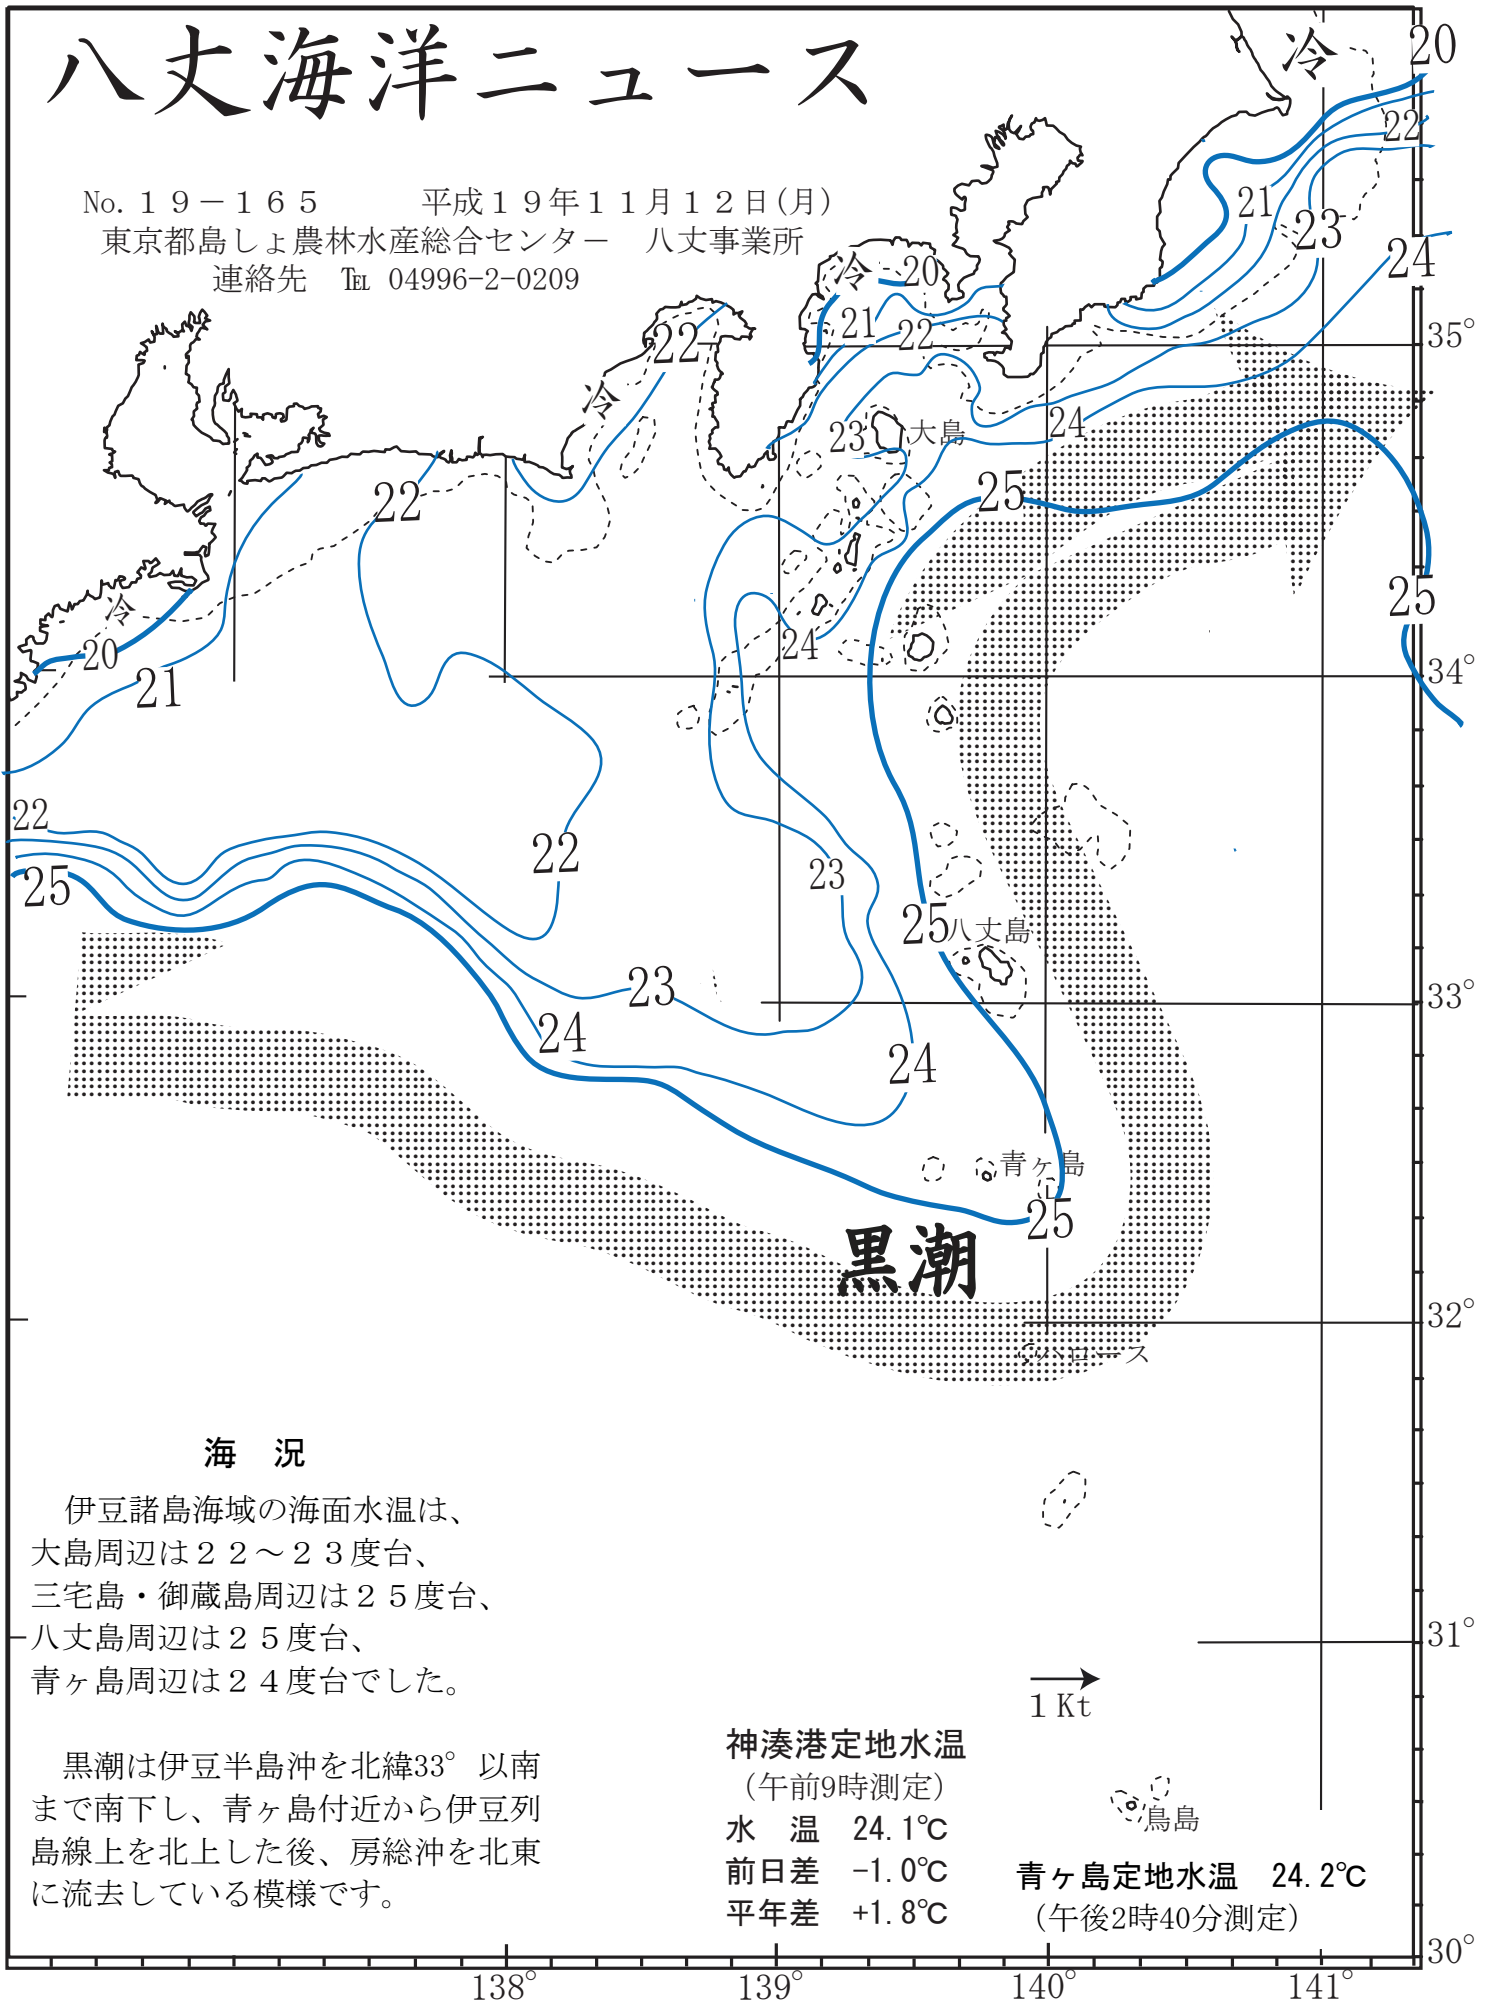 八丈海洋ニュース
No.１９－１６５　　　平成１９年１１月１２日(月)
東京都島しょ農林水産総合センター　八丈事業所
連絡先　℡ 04996-2-0209
冷
20
22
21
23
24
冷
20
21
22
35°
22
冷
23
大島
24
22
25
25
冷
20
21
24
34°
22
25
22
23
25
八丈島
23
33°
24
24
青ヶ島
25
黒潮
32°
ベヨネース
海　況
伊豆諸島海域の海面水温は、
大島周辺は２２～２３度台、
三宅島・御蔵島周辺は２５度台、
八丈島周辺は２５度台、
青ヶ島周辺は２４度台でした。
31°
1 Kt
黒潮は伊豆半島沖を北緯33°以南
まで南下し、青ヶ島付近から伊豆列
島線上を北上した後、房総沖を北東
に流去している模様です。
神湊港定地水温
（午前9時測定）
水　温　24.1℃
前日差　-1.0℃
平年差　+1.8℃
鳥島
青ヶ島定地水温　24.2℃
（午後2時40分測定）
30°
138°
139°
140°
141°